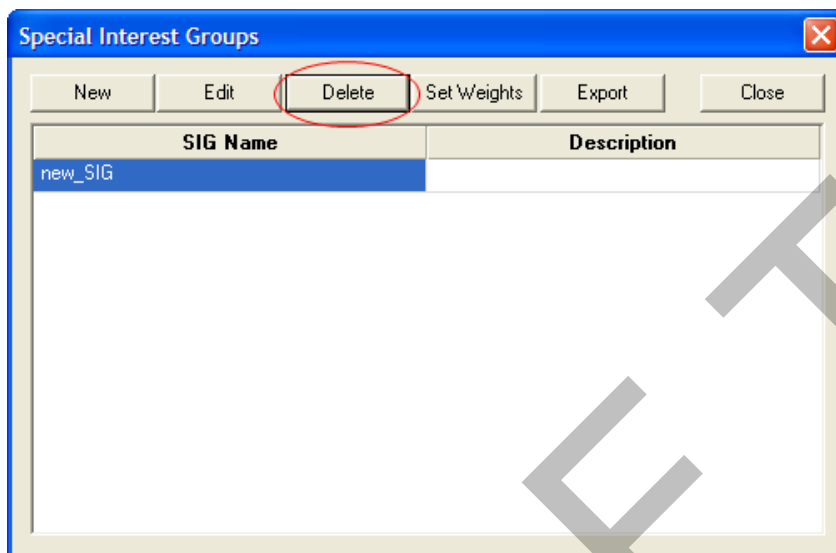 Special Interest Groups
New Edit Delete Set Weights Export Close
SIG Name Description
new_SIG
E T